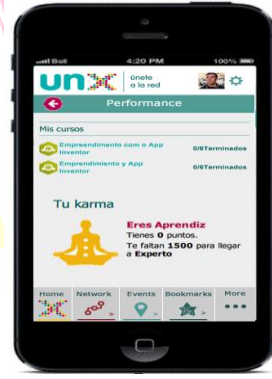 Bell 4:20 PM 100%
unx únete
a la red
Performance
Mis cursos
Empreendimento com o App
Inventor 0/6Terminados
Emprendimiento y App
Inventor 0/6Terminados
Tu karma
Eres Aprendiz
Tienes 0 puntos.
Te faltan 1500 para llegar
a Experto
Home Network Events Bookmarks More